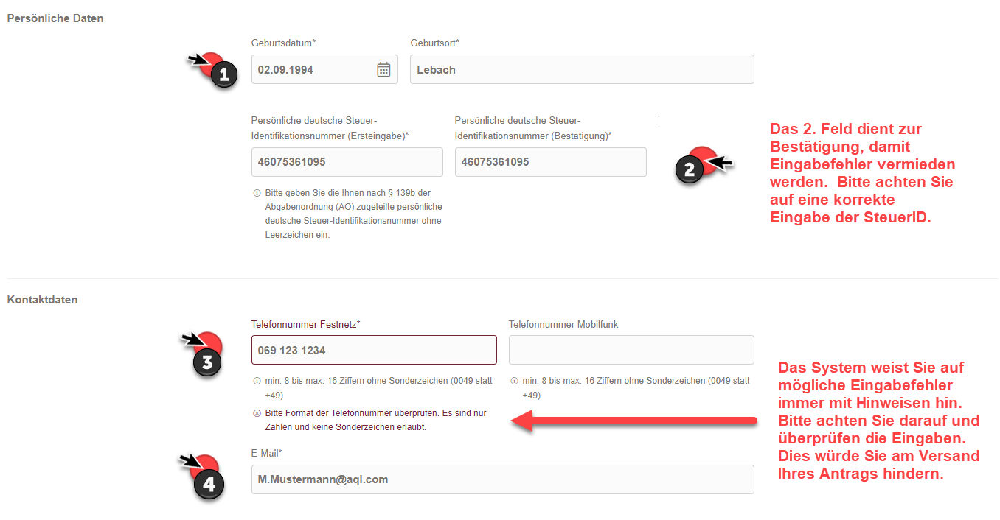 Persönliche Daten
Geburtsdatum*
Geburtsort*
1
02.09.1994
Lebach
Persönliche deutsche Steuer-
Identifikationsnummer (Ersteingabe)*
Persönliche deutsche Steuer-
Identifikationsnummer (Bestätigung)*
46075361095
46075361095
2
Das 2. Feld dient zur
Bestätigung, damit
Eingabefehler vermieden
werden.  Bitte achten Sie
auf eine korrekte
Eingabe der SteuerID.
Bitte geben Sie die Ihnen nach § 139b der
Abgabenordnung (AO) zugeteilte persönliche
deutsche Steuer-Identifikationsnummer ohne
Leerzeichen ein.
Kontaktdaten
Telefonnummer Festnetz*
Telefonnummer Mobilfunk
3
069 123 1234
min. 8 bis max. 16 Ziffern ohne Sonderzeichen (0049 statt
+49)
min. 8 bis max. 16 Ziffern ohne Sonderzeichen (0049 statt
+49)
Bitte Format der Telefonnummer überprüfen. Es sind nur
Zahlen und keine Sonderzeichen erlaubt.
Das System weist Sie auf
mögliche Eingabefehler
immer mit Hinweisen hin.
Bitte achten Sie darauf und
überprüfen die Eingaben.
Dies würde Sie am Versand
Ihres Antrags hindern.
E-Mail*
4
M.Mustermann@aql.com